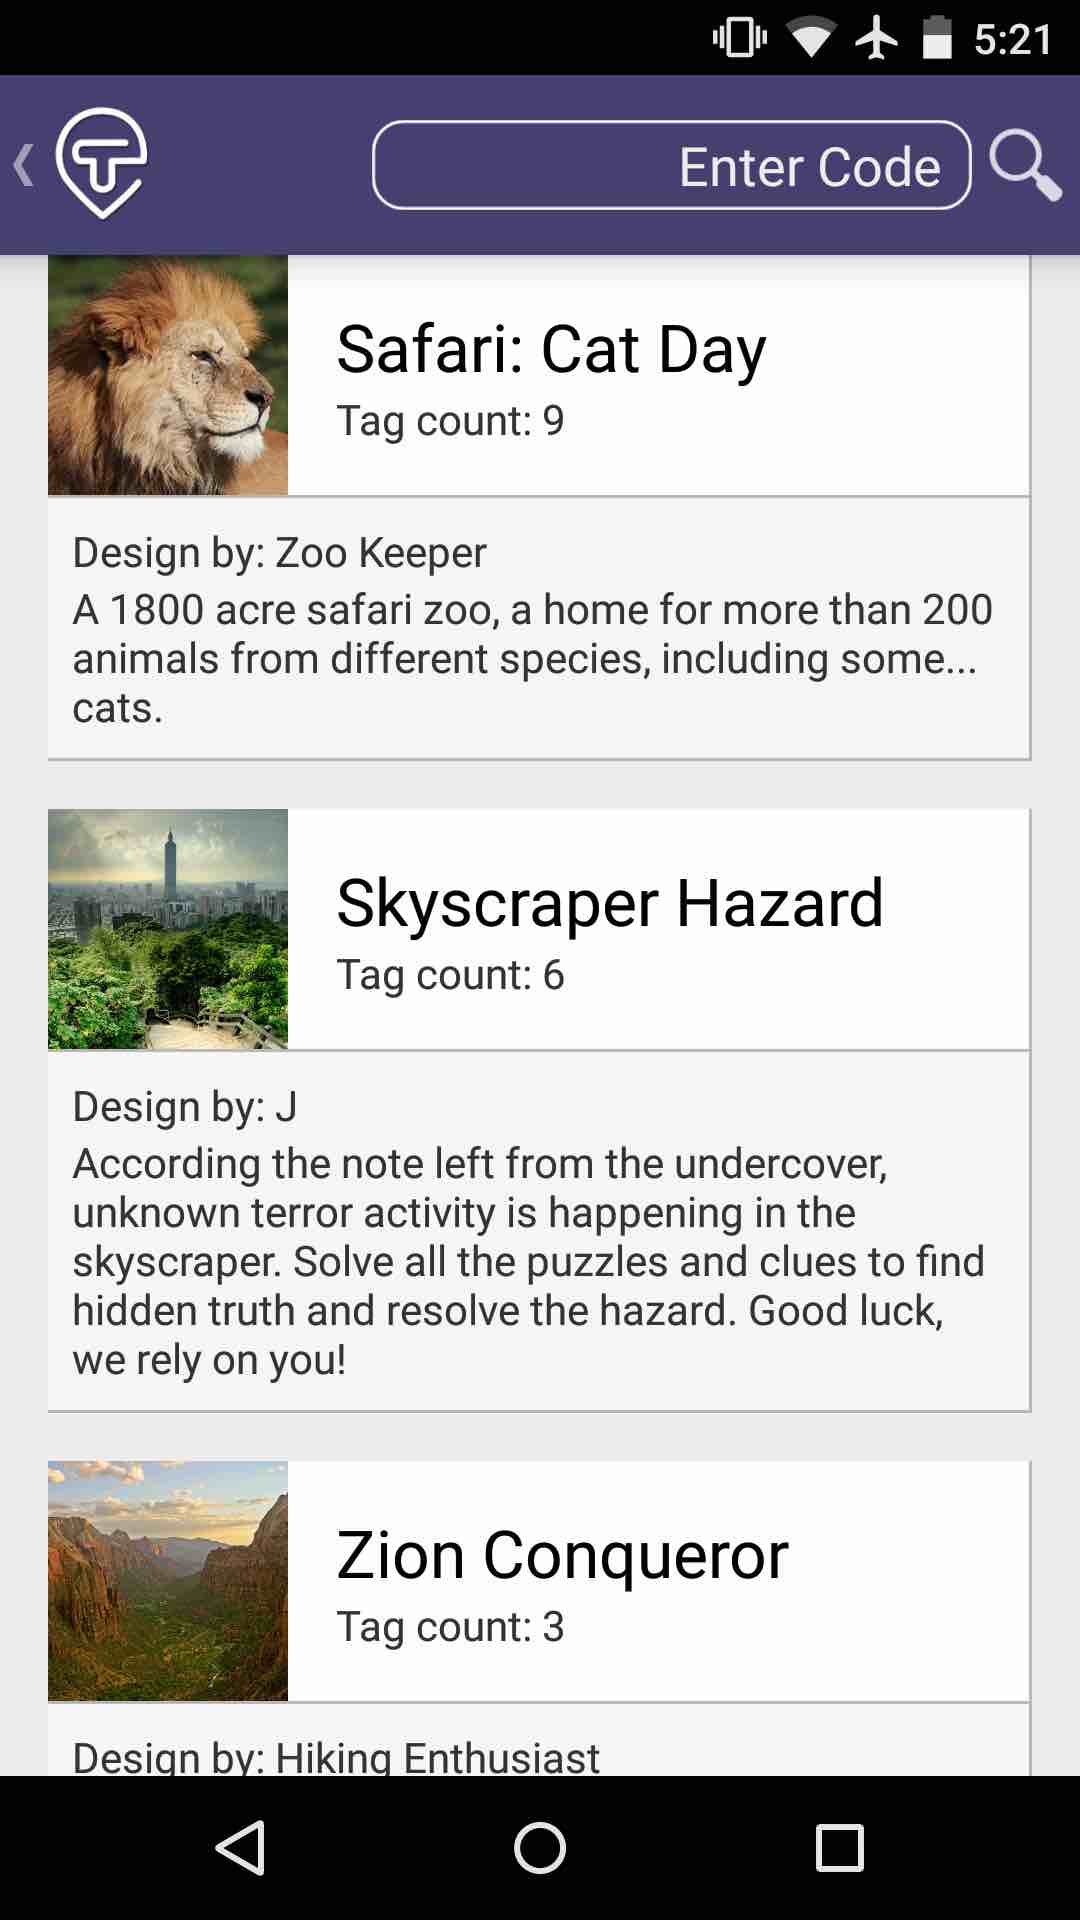 5:21
Enter Code
Safari: Cat Day
Tag count: 9
Design by: Zoo Keeper
A 1800 acre safari zoo, a home for more than 200
animals from different species, including some...
cats.
Skyscraper Hazard
Tag count: 6
Design by: J
According the note left from the undercover,
unknown terror activity is happening in the
skyscraper. Solve all the puzzles and clues to find
hidden truth and resolve the hazard. Good luck,
we rely on you!
Zion Conqueror
Tag count: 3
Design by: Hiking Enthusiast